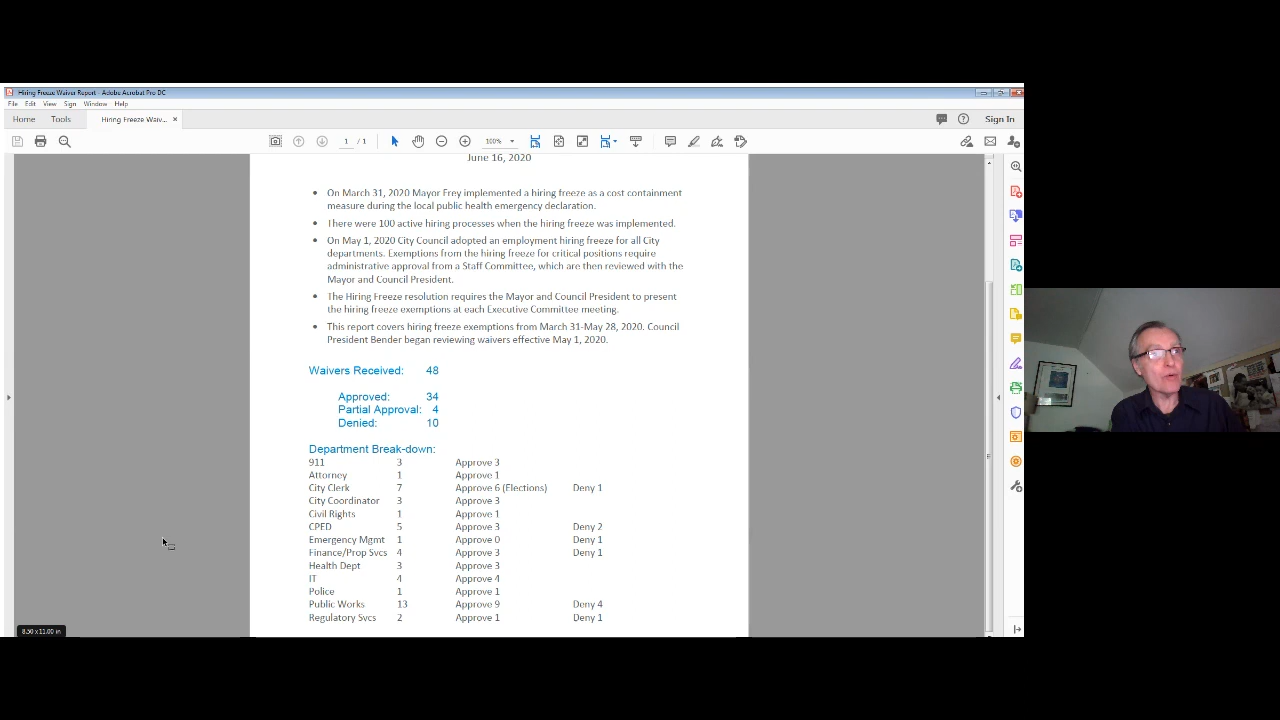 Hiring Freeze Waiver Report - Adobe Acrobat Pro DC
File Edit View Sign Window Help
Home Tools Hiring Freeze Waiv... × Sign In
1 / 1 100%
June 16, 2020
• On March 31, 2020 Mayor Frey implemented a hiring freeze as a cost containment
measure during the local public health emergency declaration.
• There were 100 active hiring processes when the hiring freeze was implemented.
• On May 1, 2020 City Council adopted an employment hiring freeze for all City
departments. Exemptions from the hiring freeze for critical positions require
administrative approval from a Staff Committee, which are then reviewed with the
Mayor and Council President.
• The Hiring Freeze resolution requires the Mayor and Council President to present
the hiring freeze exemptions at each Executive Committee meeting.
• This report covers hiring freeze exemptions from March 31-May 28, 2020. Council
President Bender began reviewing waivers effective May 1, 2020.
Waivers Received: 48
Approved: 34
Partial Approval: 4
Denied: 10
Department Break-down:
911 3 Approve 3
Attorney 1 Approve 1
City Clerk 7 Approve 6 (Elections) Deny 1
City Coordinator 3 Approve 3
Civil Rights 1 Approve 1
CPED 5 Approve 3 Deny 2
Emergency Mgmt 1 Approve 0 Deny 1
Finance/Prop Svcs 4 Approve 3 Deny 1
Health Dept 3 Approve 3
IT 4 Approve 4
Police 1 Approve 1
Public Works 13 Approve 9 Deny 4
Regulatory Svcs 2 Approve 1 Deny 1
8.50 x 11.00 in